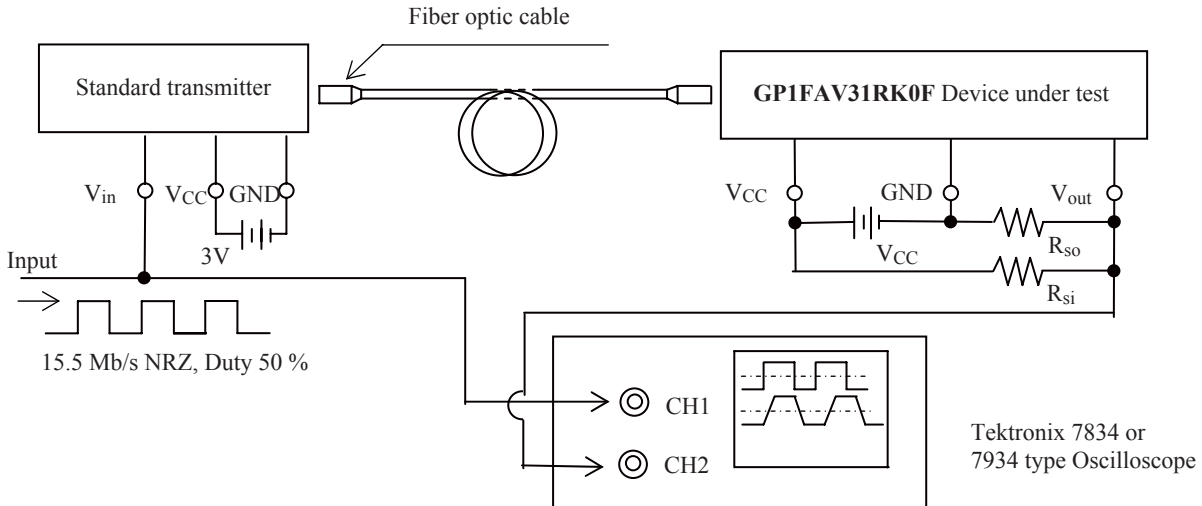 Fiber optic cable
Standard transmitter
GP1FAV31RK0F Device under test
Vin
VCC
GND
3V
VCC
GND
Vout
VCC
Rso
Rsi
Input
15.5 Mb/s NRZ, Duty 50 %
CH1
CH2
Tektronix 7834 or
7934 type Oscilloscope